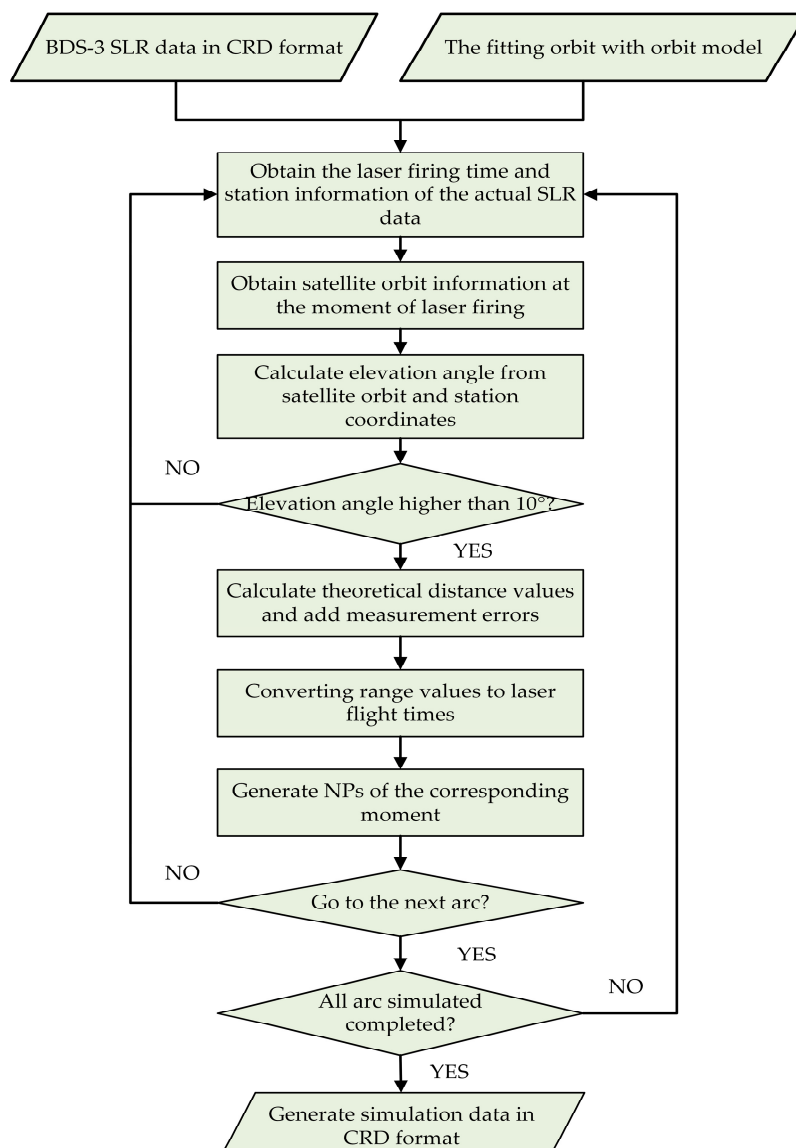 BDS-3 SLR data in CRD format
The fitting orbit with orbit model
Obtain the laser firing time and
station information of the actual SLR
data
Obtain satellite orbit information at
the moment of laser firing
Calculate elevation angle from
satellite orbit and station
coordinates
NO
Elevation angle higher than 10°?
YES
Calculate theoretical distance values
and add measurement errors
Converting range values to laser
flight times
Generate NPs of the corresponding
moment
NO
Go to the next arc?
YES
NO
All arc simulated
completed?
YES
Generate simulation data in
CRD format